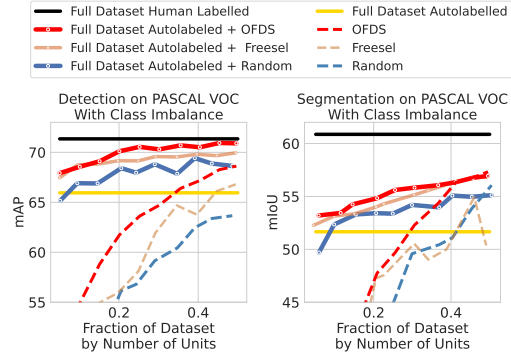 Full Dataset Human Labelled
Full Dataset Autolabeled + OFDS
Full Dataset Autolabeled +  Freesel
Full Dataset Autolabeled + Random
Full Dataset Autolabelled
OFDS
Freesel
Random
Detection on PASCAL VOC
With Class Imbalance
mAP
70
65
60
55
0.2
0.4
Fraction of Dataset
by Number of Units
Segmentation on PASCAL VOC
With Class Imbalance
mIoU
60
55
50
45
0.2
0.4
Fraction of Dataset
by Number of Units